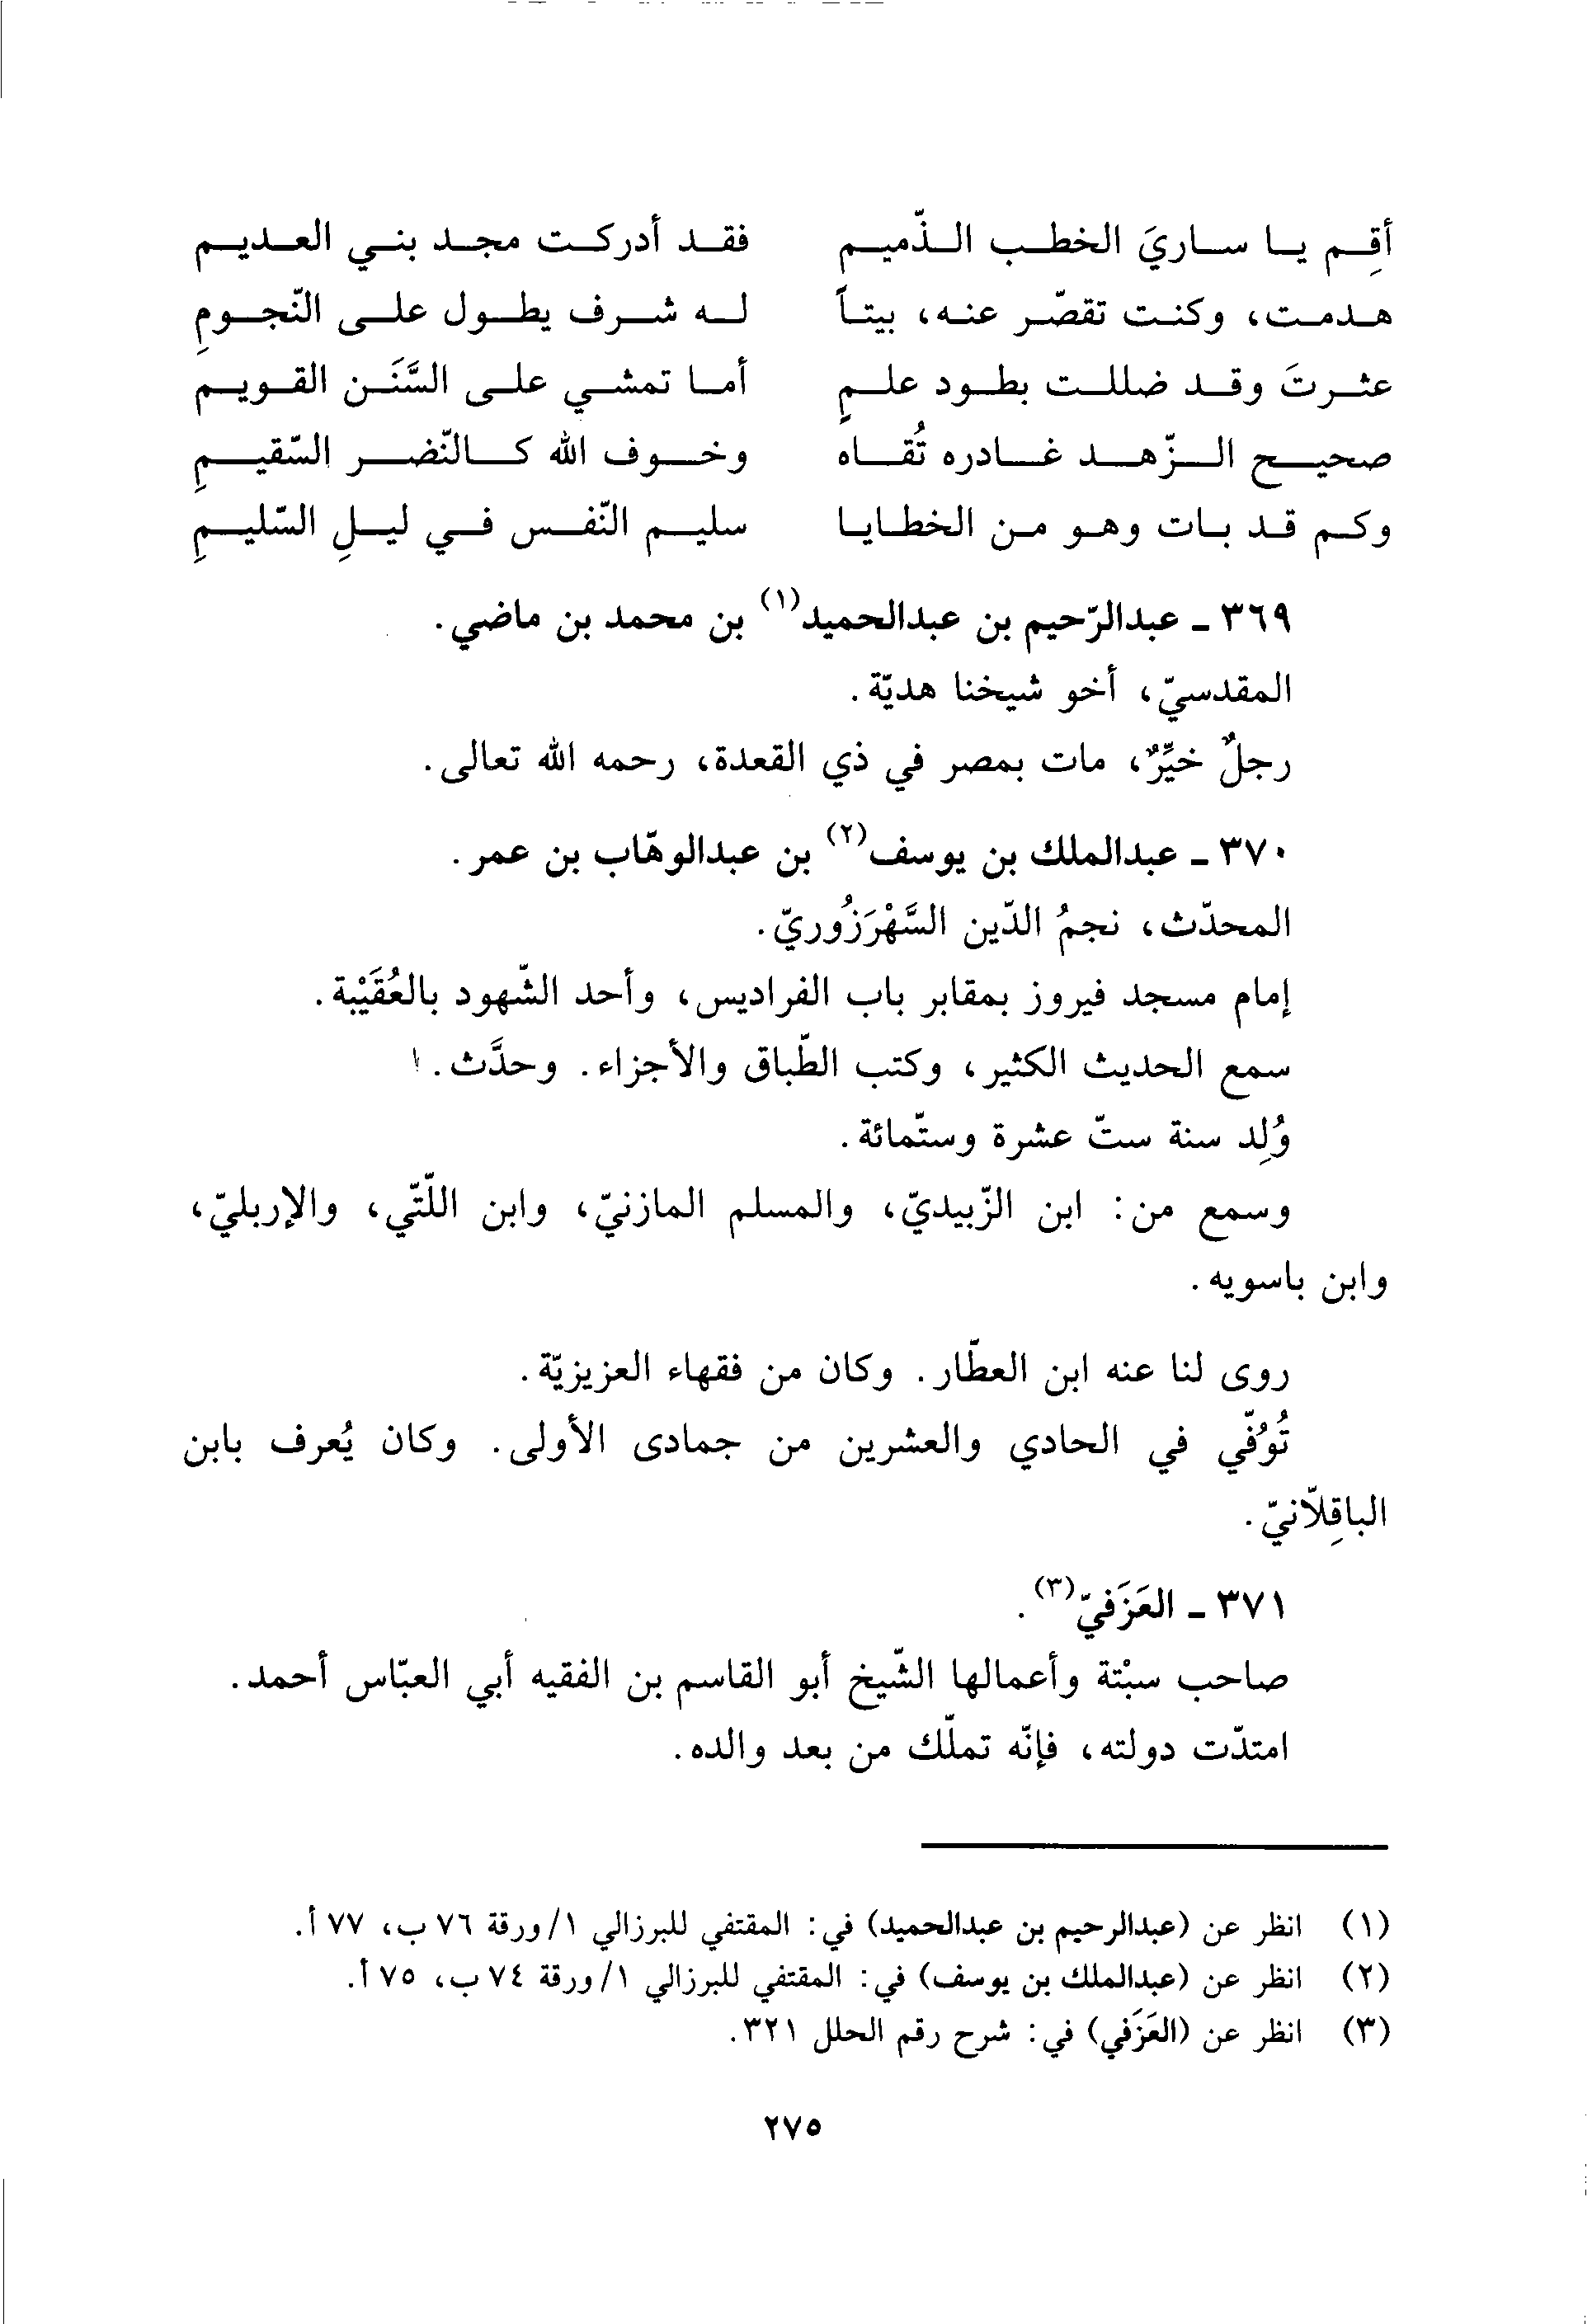 أقِم يا ساريَ الخطب الذّميم فقد أدركت مجد بني العديم
هدمت، وكنت تقصّر عنه، بيتاً له شرف يطول على النّجومِ
عثرتَ وقد ضللت بطود علمٍ أما تمشي على السَّنَن القويم
صحيح الزّهد غادره تُقاه وخوف الله كالنّضر السّقيمِ
وكم قد بات وهو من الخطايا سليم النّفس في ليلِ السّليمِ
٣٦٩ - عبدالرّحيم بن عبدالحميد(١) بن محمد بن ماضي.
المقدسيّ، أخو شيخنا هديّة.
رجلٌ خيِّرٌ، مات بمصر في ذي القعدة، رحمه الله تعالى.
٣٧٠ - عبدالملك بن يوسف(٢) بن عبدالوهّاب بن عمر.
المحدّث، نجمُ الدّين السَّهْرَزُوريّ.
إمام مسجد فيروز بمقابر باب الفراديس، وأحد الشّهود بالعُقَيْبة.
سمع الحديث الكثير، وكتب الطّباق والأجزاء. وحدَّث.
وُلِد سنة ستّ عشرة وستّمائة.
وسمع من: ابن الزّبيديّ، والمسلم المازنيّ، وابن اللّتّي، والإربليّ،
وابن باسويه.
روى لنا عنه ابن العطّار. وكان من فقهاء العزيزيّة.
تُوُفّي في الحادي والعشرين من جمادى الأولى. وكان يُعرف بابن
الباقِلاّنيّ.
٣٧١ - العَزَفيّ(٣).
صاحب سبْتة وأعمالها الشّيخ أبو القاسم بن الفقيه أبي العبّاس أحمد.
امتدّت دولته، فإنّه تملّك من بعد والده.
(١) انظر عن (عبدالرحيم بن عبدالحميد) في: المقتفي للبرزالي ١/ورقة ٧٦ ب، ٧٧ أ.
(٢) انظر عن (عبدالملك بن يوسف) في: المقتفي للبرزالي ١/ورقة ٧٤ ب، ٧٥ أ.
(٣) انظر عن (العَزَفي) في: شرح رقم الحلل ٣٢١.
٢٧٥